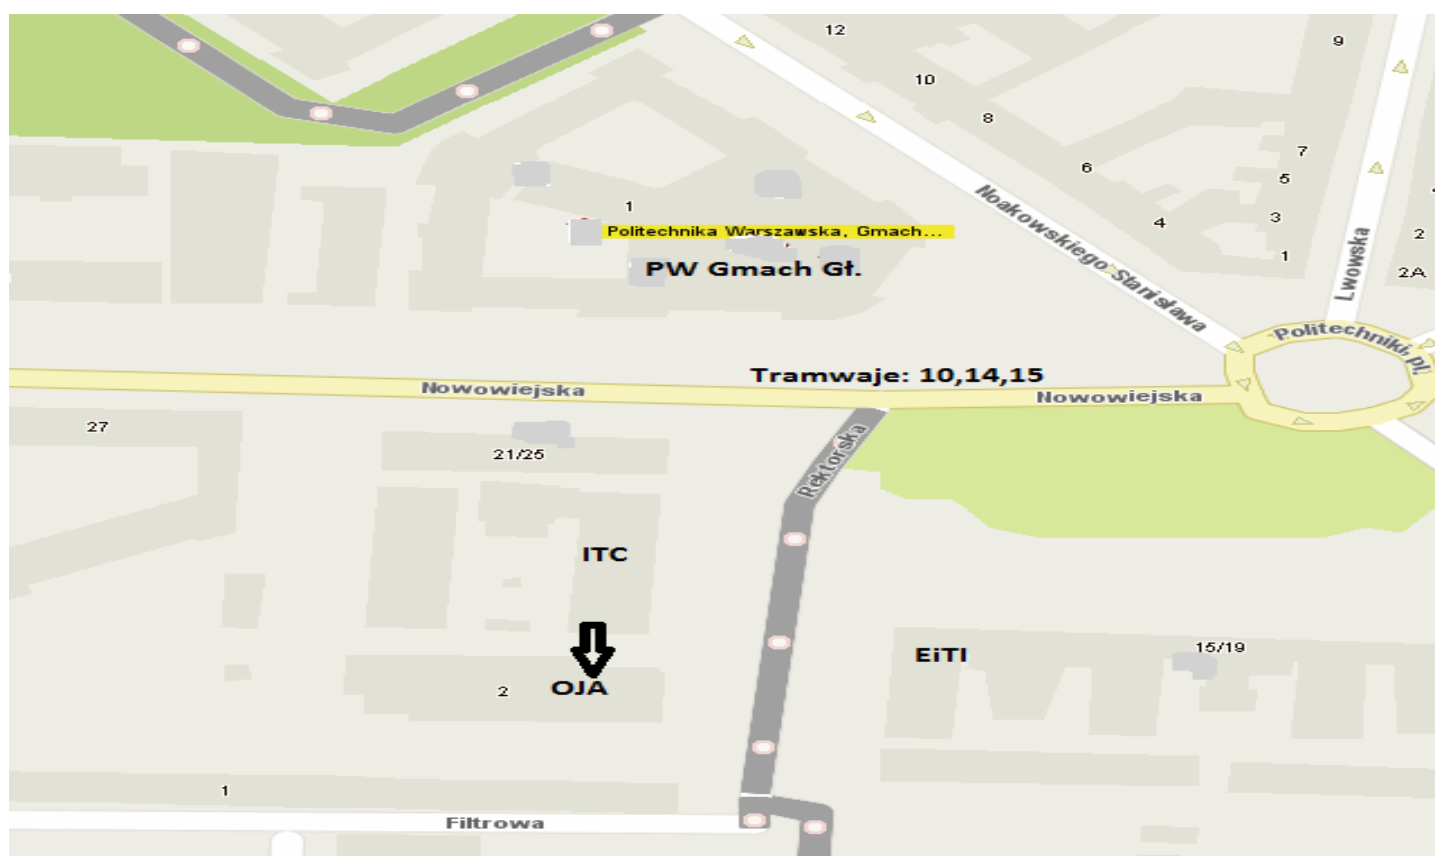 12
9
10
8
7
6
5
1
3
4
2
Politechnika Warszawska, Gmach...
Noakowskiego Stanisława
Lwowska
1
PW Gmach Gł.
2A
Politechniki, pl.
Tramwaje: 10,14,15
Nowowiejska
Nowowiejska
27
21/25
Rektorska
ITC
EiTI
15/19
2
OJA
1
Filtrowa